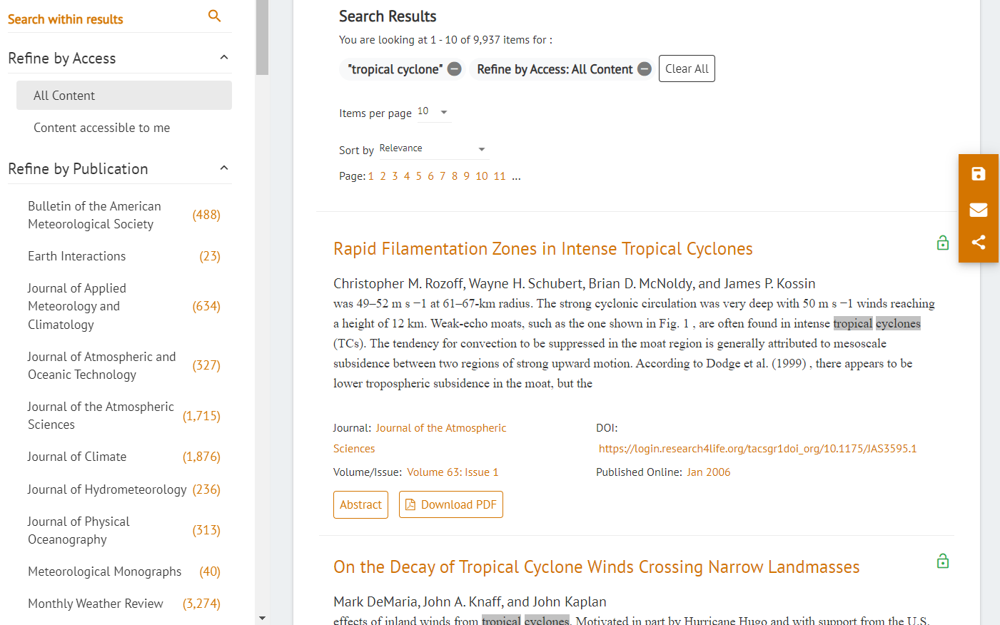 Search within results
Refine by Access
All Content
Content accessible to me
Refine by Publication
Bulletin of the American
Meteorological Society
(488)
Earth Interactions
(23)
Journal of Applied
Meteorology and
Climatology
(634)
Journal of Atmospheric and
Oceanic Technology
(327)
Journal of the Atmospheric
Sciences
(1,715)
Journal of Climate
(1,876)
Journal of Hydrometeorology
(236)
Journal of Physical
Oceanography
(313)
Meteorological Monographs
(40)
Monthly Weather Review
(3,274)
Search Results
You are looking at 1 - 10 of 9,937 items for :
"tropical cyclone"
Refine by Access: All Content
Clear All
Items per page 10
Sort by Relevance
Page: 1 2 3 4 5 6 7 8 9 10 11 ...
Rapid Filamentation Zones in Intense Tropical Cyclones
Christopher M. Rozoff, Wayne H. Schubert, Brian D. McNoldy, and James P. Kossin
was 49–52 m s −1 at 61–67-km radius. The strong cyclonic circulation was very deep with 50 m s −1 winds reaching
a height of 12 km. Weak-echo moats, such as the one shown in Fig. 1 , are often found in intense tropical cyclones
(TCs). The tendency for convection to be suppressed in the moat region is generally attributed to mesoscale
subsidence between two regions of strong upward motion. According to Dodge et al. (1999) , there appears to be
lower tropospheric subsidence in the moat, but the
Journal: Journal of the Atmospheric
Sciences
DOI:
https://login.research4life.org/tacsgr1doi_org/10.1175/JAS3595.1
Volume/Issue: Volume 63: Issue 1
Published Online: Jan 2006
Abstract
Download PDF
On the Decay of Tropical Cyclone Winds Crossing Narrow Landmasses
Mark DeMaria, John A. Knaff, and John Kaplan
effects of inland winds from tropical cyclones. Motivated in part by Hurricane Hugo and with support from the U.S.